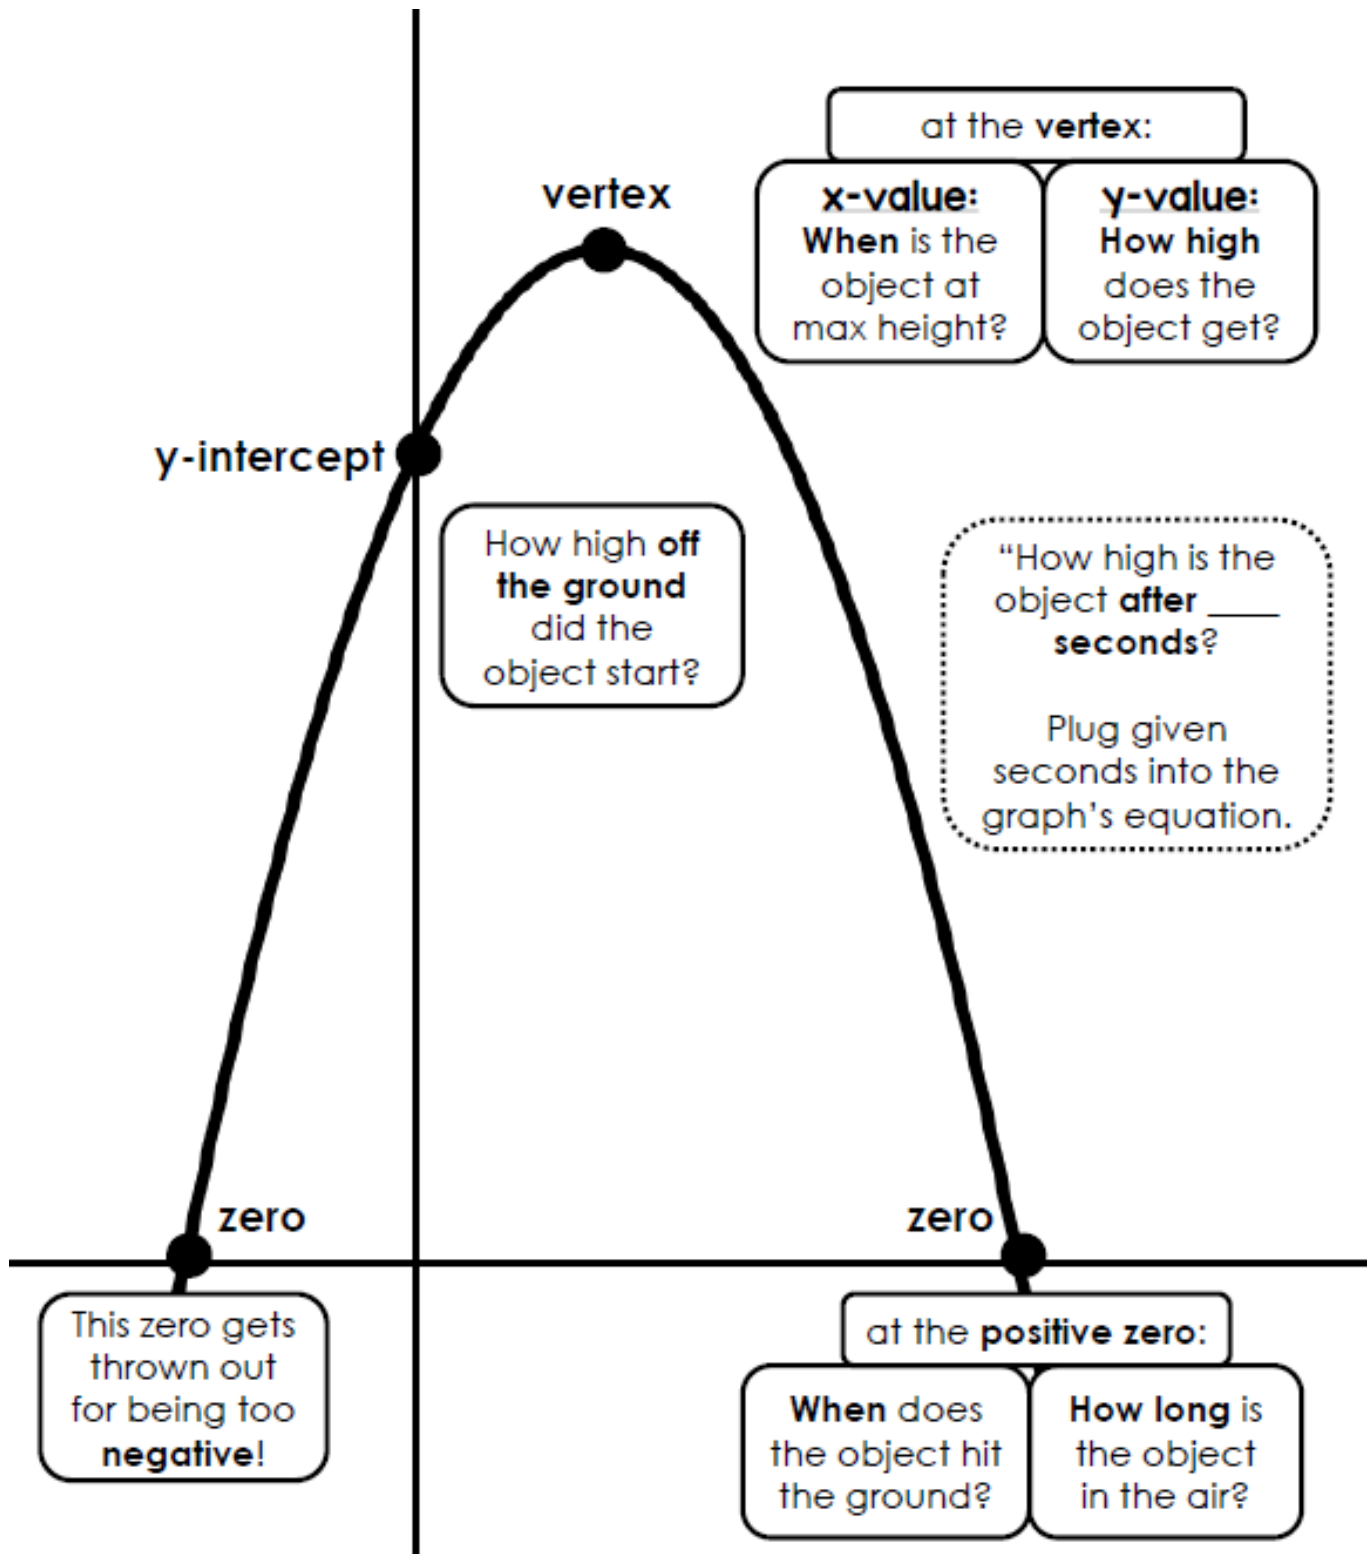 at the vertex:
vertex
x-value:
When is the
object at
max height?
y-value:
How high
does the
object get?
y-intercept
How high off
the ground
did the
object start?
“How high is the
object after ____
seconds?
Plug given
seconds into the
graph’s equation.
zero
zero
This zero gets
thrown out
for being too
negative!
at the positive zero:
When does
the object hit
the ground?
How long is
the object
in the air?